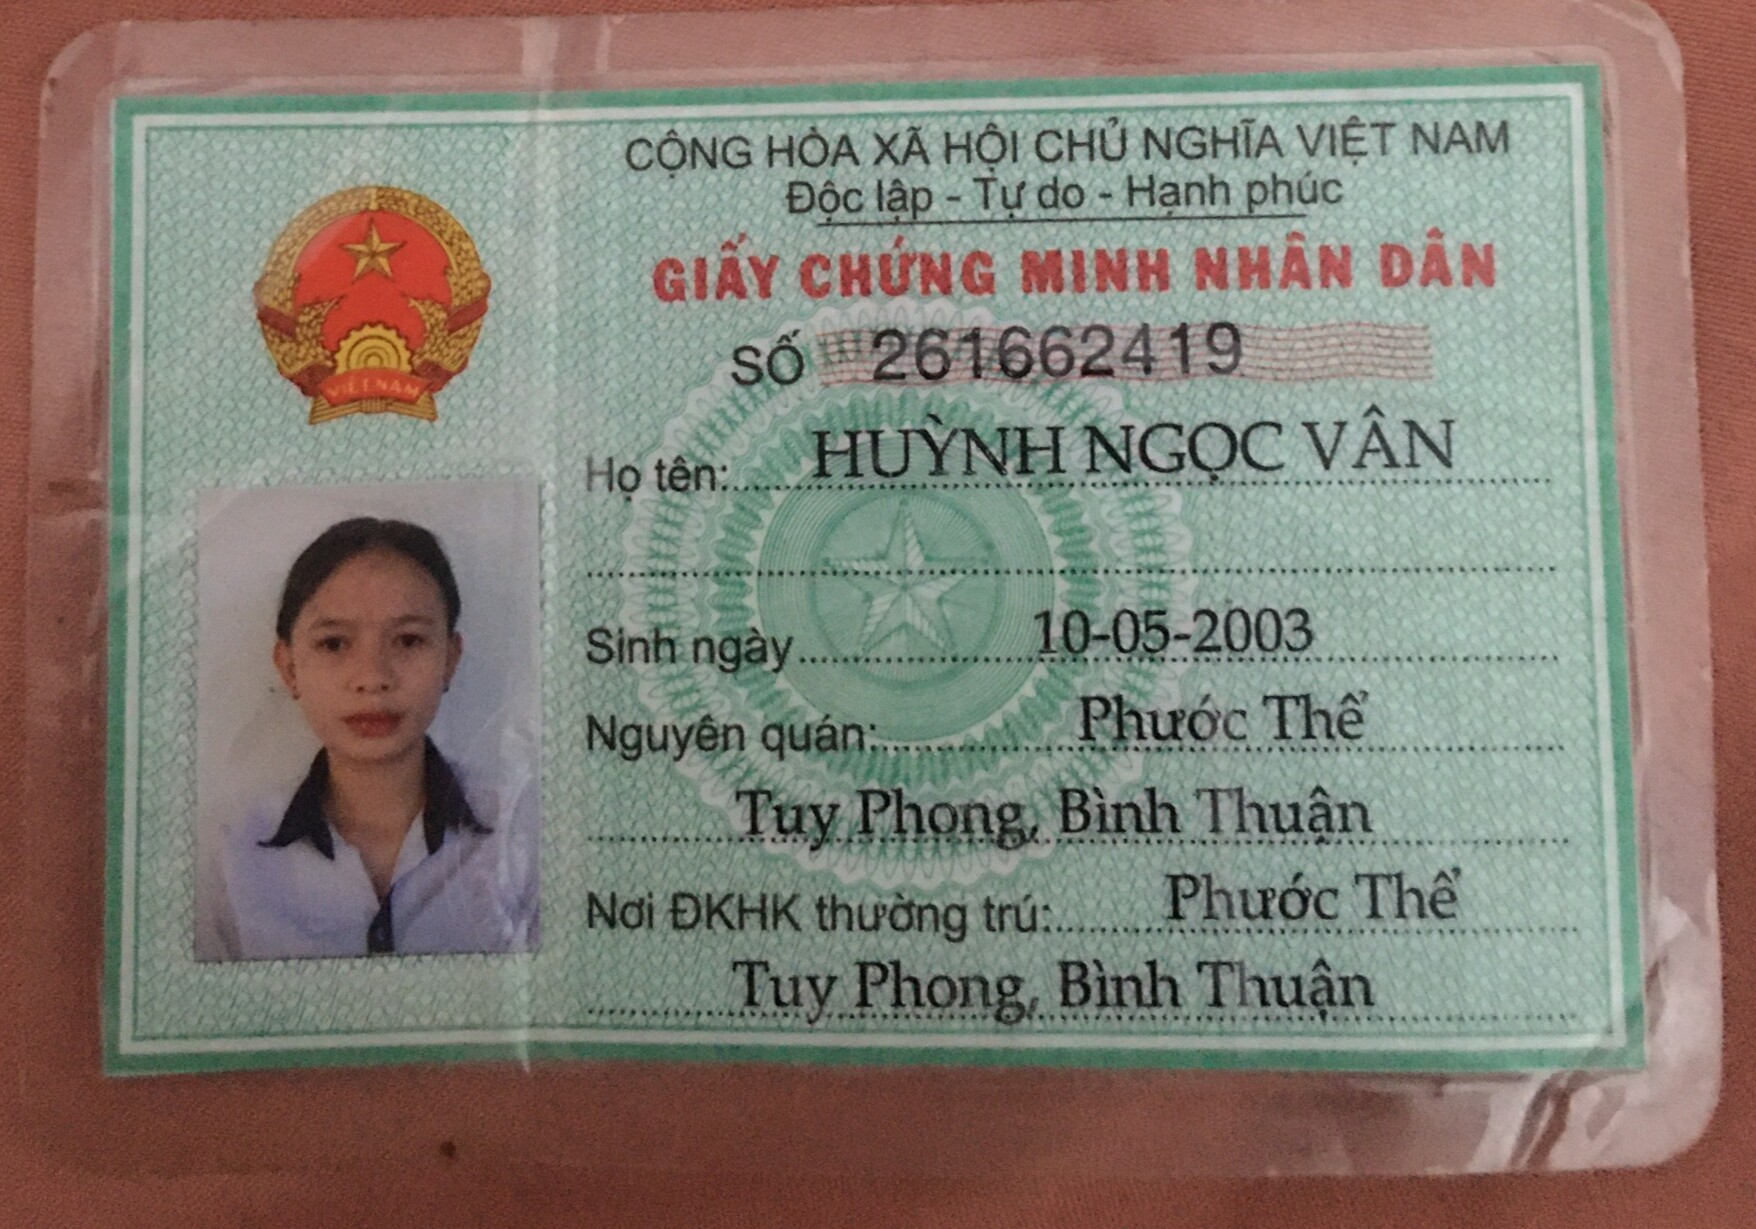 CỘNG HÒA XÃ HỘI CHỦ NGHĨA VIỆT NAM
Độc lập - Tự do - Hạnh phúc
GIẤY CHỨNG MINH NHÂN DÂN
SỐ 261662419
VIỆT NAM
Họ tên: HUỲNH NGỌC VÂN
Sinh ngày 10-05-2003
Nguyên quán: Phước Thể
Tuy Phong, Bình Thuận
Nơi ĐKHK thường trú: Phước Thể
Tuy Phong, Bình Thuận